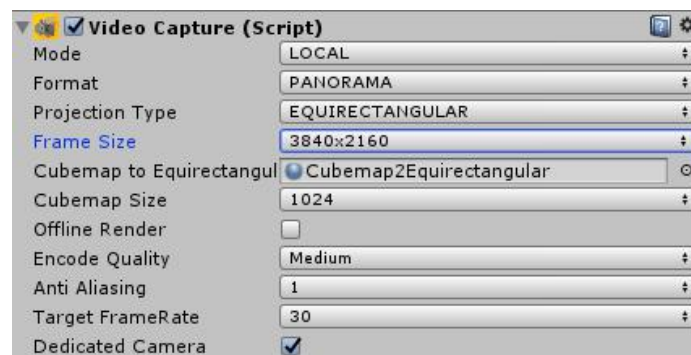 Video Capture (Script)
Mode LOCAL
Format PANORAMA
Projection Type EQUIRECTANGULAR
Frame Size 3840x2160
Cubemap to Equirectangul Cubemap2Equirectangular
Cubemap Size 1024
Offline Render
Encode Quality Medium
Anti Aliasing 1
Target FrameRate 30
Dedicated Camera